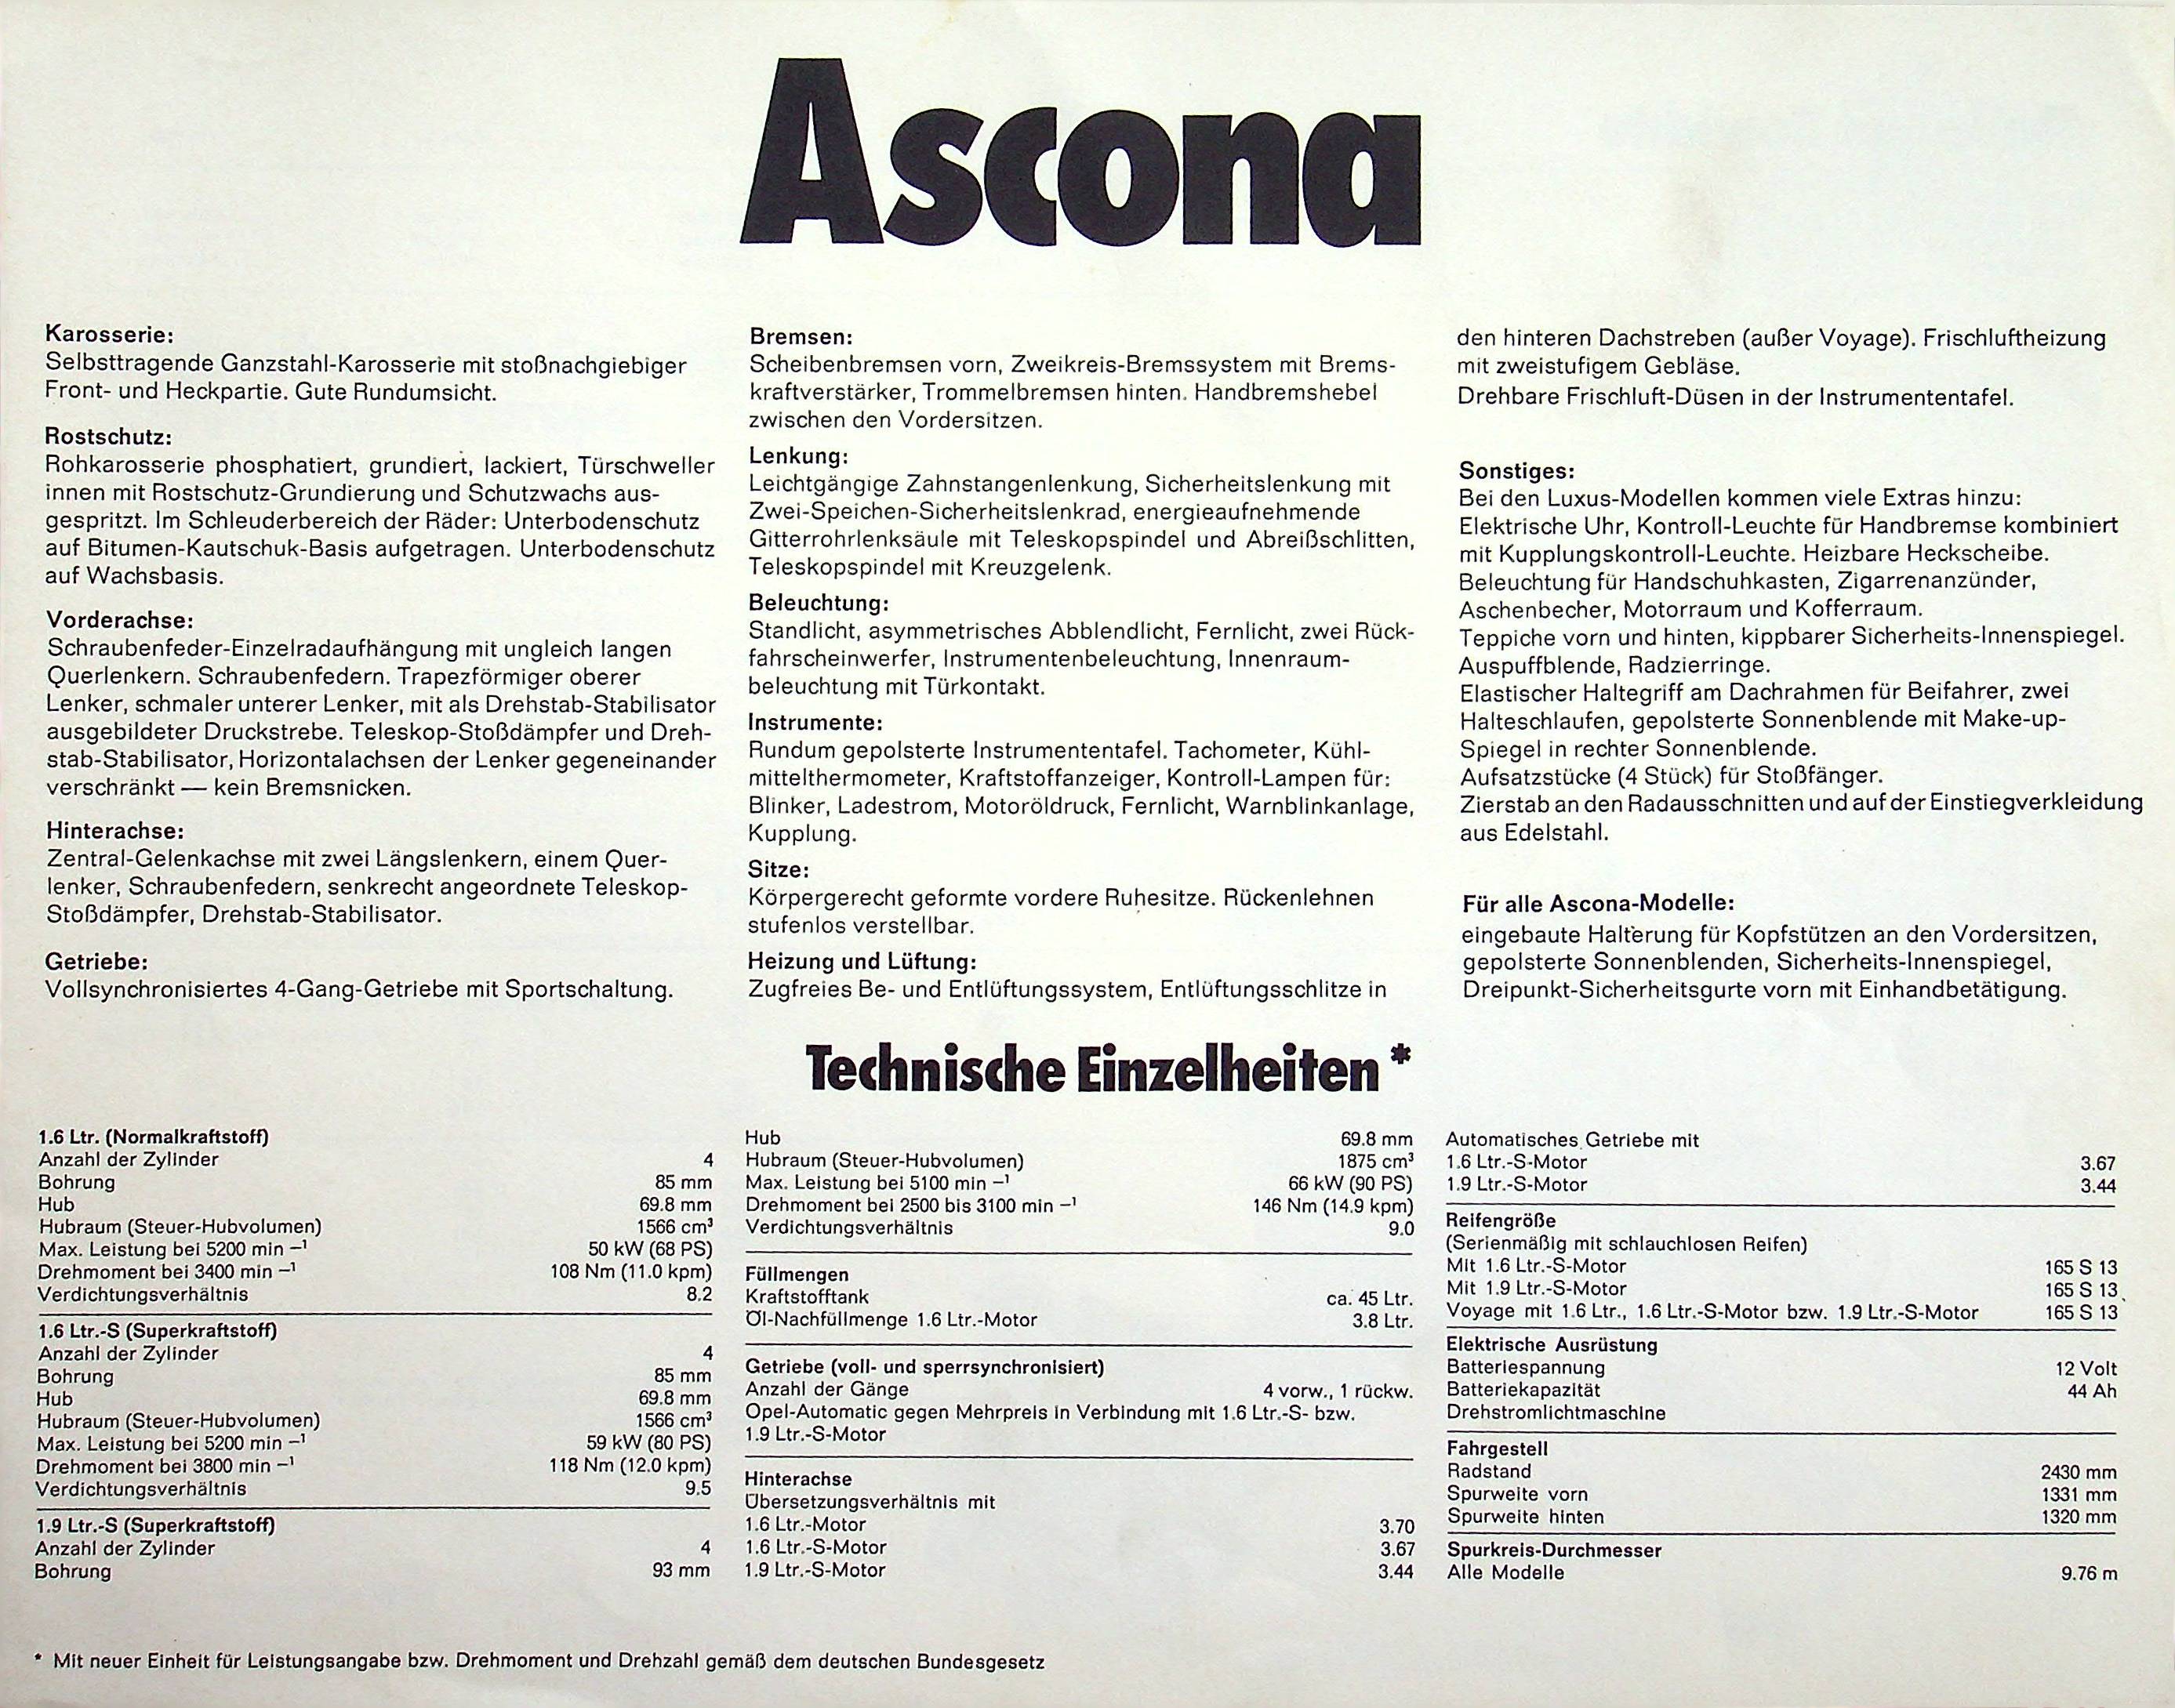 Ascona
Karosserie:
Selbsttragende Ganzstahl-Karosserie mit stoßnachgiebiger
Front- und Heckpartie. Gute Rundumsicht.
Rostschutz:
Rohkarosserie phosphatiert, grundiert, lackiert, Türschweller
innen mit Rostschutz-Grundierung und Schutzwachs aus-
gespritzt. Im Schleuderbereich der Räder: Unterbodenschutz
auf Bitumen-Kautschuk-Basis aufgetragen. Unterbodenschutz
auf Wachsbasis.
Vorderachse:
Schraubenfeder-Einzelradaufhängung mit ungleich langen
Querlenkern. Schraubenfedern. Trapezförmiger oberer
Lenker, schmaler unterer Lenker, mit als Drehstab-Stabilisator
ausgebildeter Druckstrebe. Teleskop-Stoßdämpfer und Dreh-
stab-Stabilisator, Horizontalachsen der Lenker gegeneinander
verschränkt — kein Bremsnicken.
Hinterachse:
Zentral-Gelenkachse mit zwei Längslenkern, einem Quer-
lenker, Schraubenfedern, senkrecht angeordnete Teleskop-
Stoßdämpfer, Drehstab-Stabilisator.
Getriebe:
Vollsynchronisiertes 4-Gang-Getriebe mit Sportschaltung.
Bremsen:
Scheibenbremsen vorn, Zweikreis-Bremssystem mit Brems-
kraftverstärker, Trommelbremsen hinten. Handbremshebel
zwischen den Vordersitzen.
Lenkung:
Leichtgängige Zahnstangenlenkung, Sicherheitslenkung mit
Zwei-Speichen-Sicherheitslenkrad, energieaufnehmende
Gitterrohrlenksäule mit Teleskopspindel und Abreißschlitten,
Teleskopspindel mit Kreuzgelenk.
Beleuchtung:
Standlicht, asymmetrisches Abblendlicht, Fernlicht, zwei Rück-
fahrscheinwerfer, Instrumentenbeleuchtung, Innenraum-
beleuchtung mit Türkontakt.
Instrumente:
Rundum gepolsterte Instrumententafel. Tachometer, Kühl-
mittelthermometer, Kraftstoffanzeiger, Kontroll-Lampen für:
Blinker, Ladestrom, Motoröldruck, Fernlicht, Warnblinkanlage,
Kupplung.
Sitze:
Körpergerecht geformte vordere Ruhesitze. Rückenlehnen
stufenlos verstellbar.
Heizung und Lüftung:
Zugfreies Be- und Entlüftungssystem, Entlüftungsschlitze in
den hinteren Dachstreben (außer Voyage). Frischluftheizung
mit zweistufigem Gebläse.
Drehbare Frischluft-Düsen in der Instrumententafel.
Sonstiges:
Bei den Luxus-Modellen kommen viele Extras hinzu:
Elektrische Uhr, Kontroll-Leuchte für Handbremse kombiniert
mit Kupplungskontroll-Leuchte. Heizbare Heckscheibe.
Beleuchtung für Handschuhkasten, Zigarrenanzünder,
Aschenbecher, Motorraum und Kofferraum.
Teppiche vorn und hinten, kippbarer Sicherheits-Innenspiegel.
Auspuffblende, Radzierringe.
Elastischer Haltegriff am Dachrahmen für Beifahrer, zwei
Halteschlaufen, gepolsterte Sonnenblende mit Make-up-
Spiegel in rechter Sonnenblende.
Aufsatzstücke (4 Stück) für Stoßfänger.
Zierstab an den Radausschnitten und auf der Einstiegverkleidung
aus Edelstahl.
Für alle Ascona-Modelle:
eingebaute Halterung für Kopfstützen an den Vordersitzen,
gepolsterte Sonnenblenden, Sicherheits-Innenspiegel,
Dreipunkt-Sicherheitsgurte vorn mit Einhandbetätigung.
Technische Einzelheiten *
1.6 Ltr. (Normalkraftstoff)
Anzahl der Zylinder 4
Bohrung 85 mm
Hub 69.8 mm
Hubraum (Steuer-Hubvolumen) 1566 cm³
Max. Leistung bei 5200 min –¹ 50 kW (68 PS)
Drehmoment bei 3400 min –¹ 108 Nm (11.0 kpm)
Verdichtungsverhältnis 8.2
1.6 Ltr.-S (Superkraftstoff)
Anzahl der Zylinder 4
Bohrung 85 mm
Hub 69.8 mm
Hubraum (Steuer-Hubvolumen) 1566 cm³
Max. Leistung bei 5200 min –¹ 59 kW (80 PS)
Drehmoment bei 3800 min –¹ 118 Nm (12.0 kpm)
Verdichtungsverhältnis 9.5
1.9 Ltr.-S (Superkraftstoff)
Anzahl der Zylinder 4
Bohrung 93 mm
Hub 69.8 mm
Hubraum (Steuer-Hubvolumen) 1875 cm³
Max. Leistung bei 5100 min –¹ 66 kW (90 PS)
Drehmoment bei 2500 bis 3100 min –¹ 146 Nm (14.9 kpm)
Verdichtungsverhältnis 9.0
Füllmengen
Kraftstofftank ca. 45 Ltr.
Öl-Nachfüllmenge 1.6 Ltr.-Motor 3.8 Ltr.
Getriebe (voll- und sperrsynchronisiert)
Anzahl der Gänge 4 vorw., 1 rückw.
Opel-Automatic gegen Mehrpreis in Verbindung mit 1.6 Ltr.-S- bzw.
1.9 Ltr.-S-Motor
Hinterachse
Übersetzungsverhältnis mit
1.6 Ltr.-Motor 3.70
1.6 Ltr.-S-Motor 3.67
1.9 Ltr.-S-Motor 3.44
Automatisches Getriebe mit
1.6 Ltr.-S-Motor 3.67
1.9 Ltr.-S-Motor 3.44
Reifengröße
(Serienmäßig mit schlauchlosen Reifen)
Mit 1.6 Ltr.-S-Motor 165 S 13
Mit 1.9 Ltr.-S-Motor 165 S 13
Voyage mit 1.6 Ltr., 1.6 Ltr.-S-Motor bzw. 1.9 Ltr.-S-Motor 165 S 13
Elektrische Ausrüstung
Batteriespannung 12 Volt
Batteriekapazität 44 Ah
Drehstromlichtmaschine
Fahrgestell
Radstand 2430 mm
Spurweite vorn 1331 mm
Spurweite hinten 1320 mm
Spurkreis-Durchmesser
Alle Modelle 9.76 m
* Mit neuer Einheit für Leistungsangabe bzw. Drehmoment und Drehzahl gemäß dem deutschen Bundesgesetz